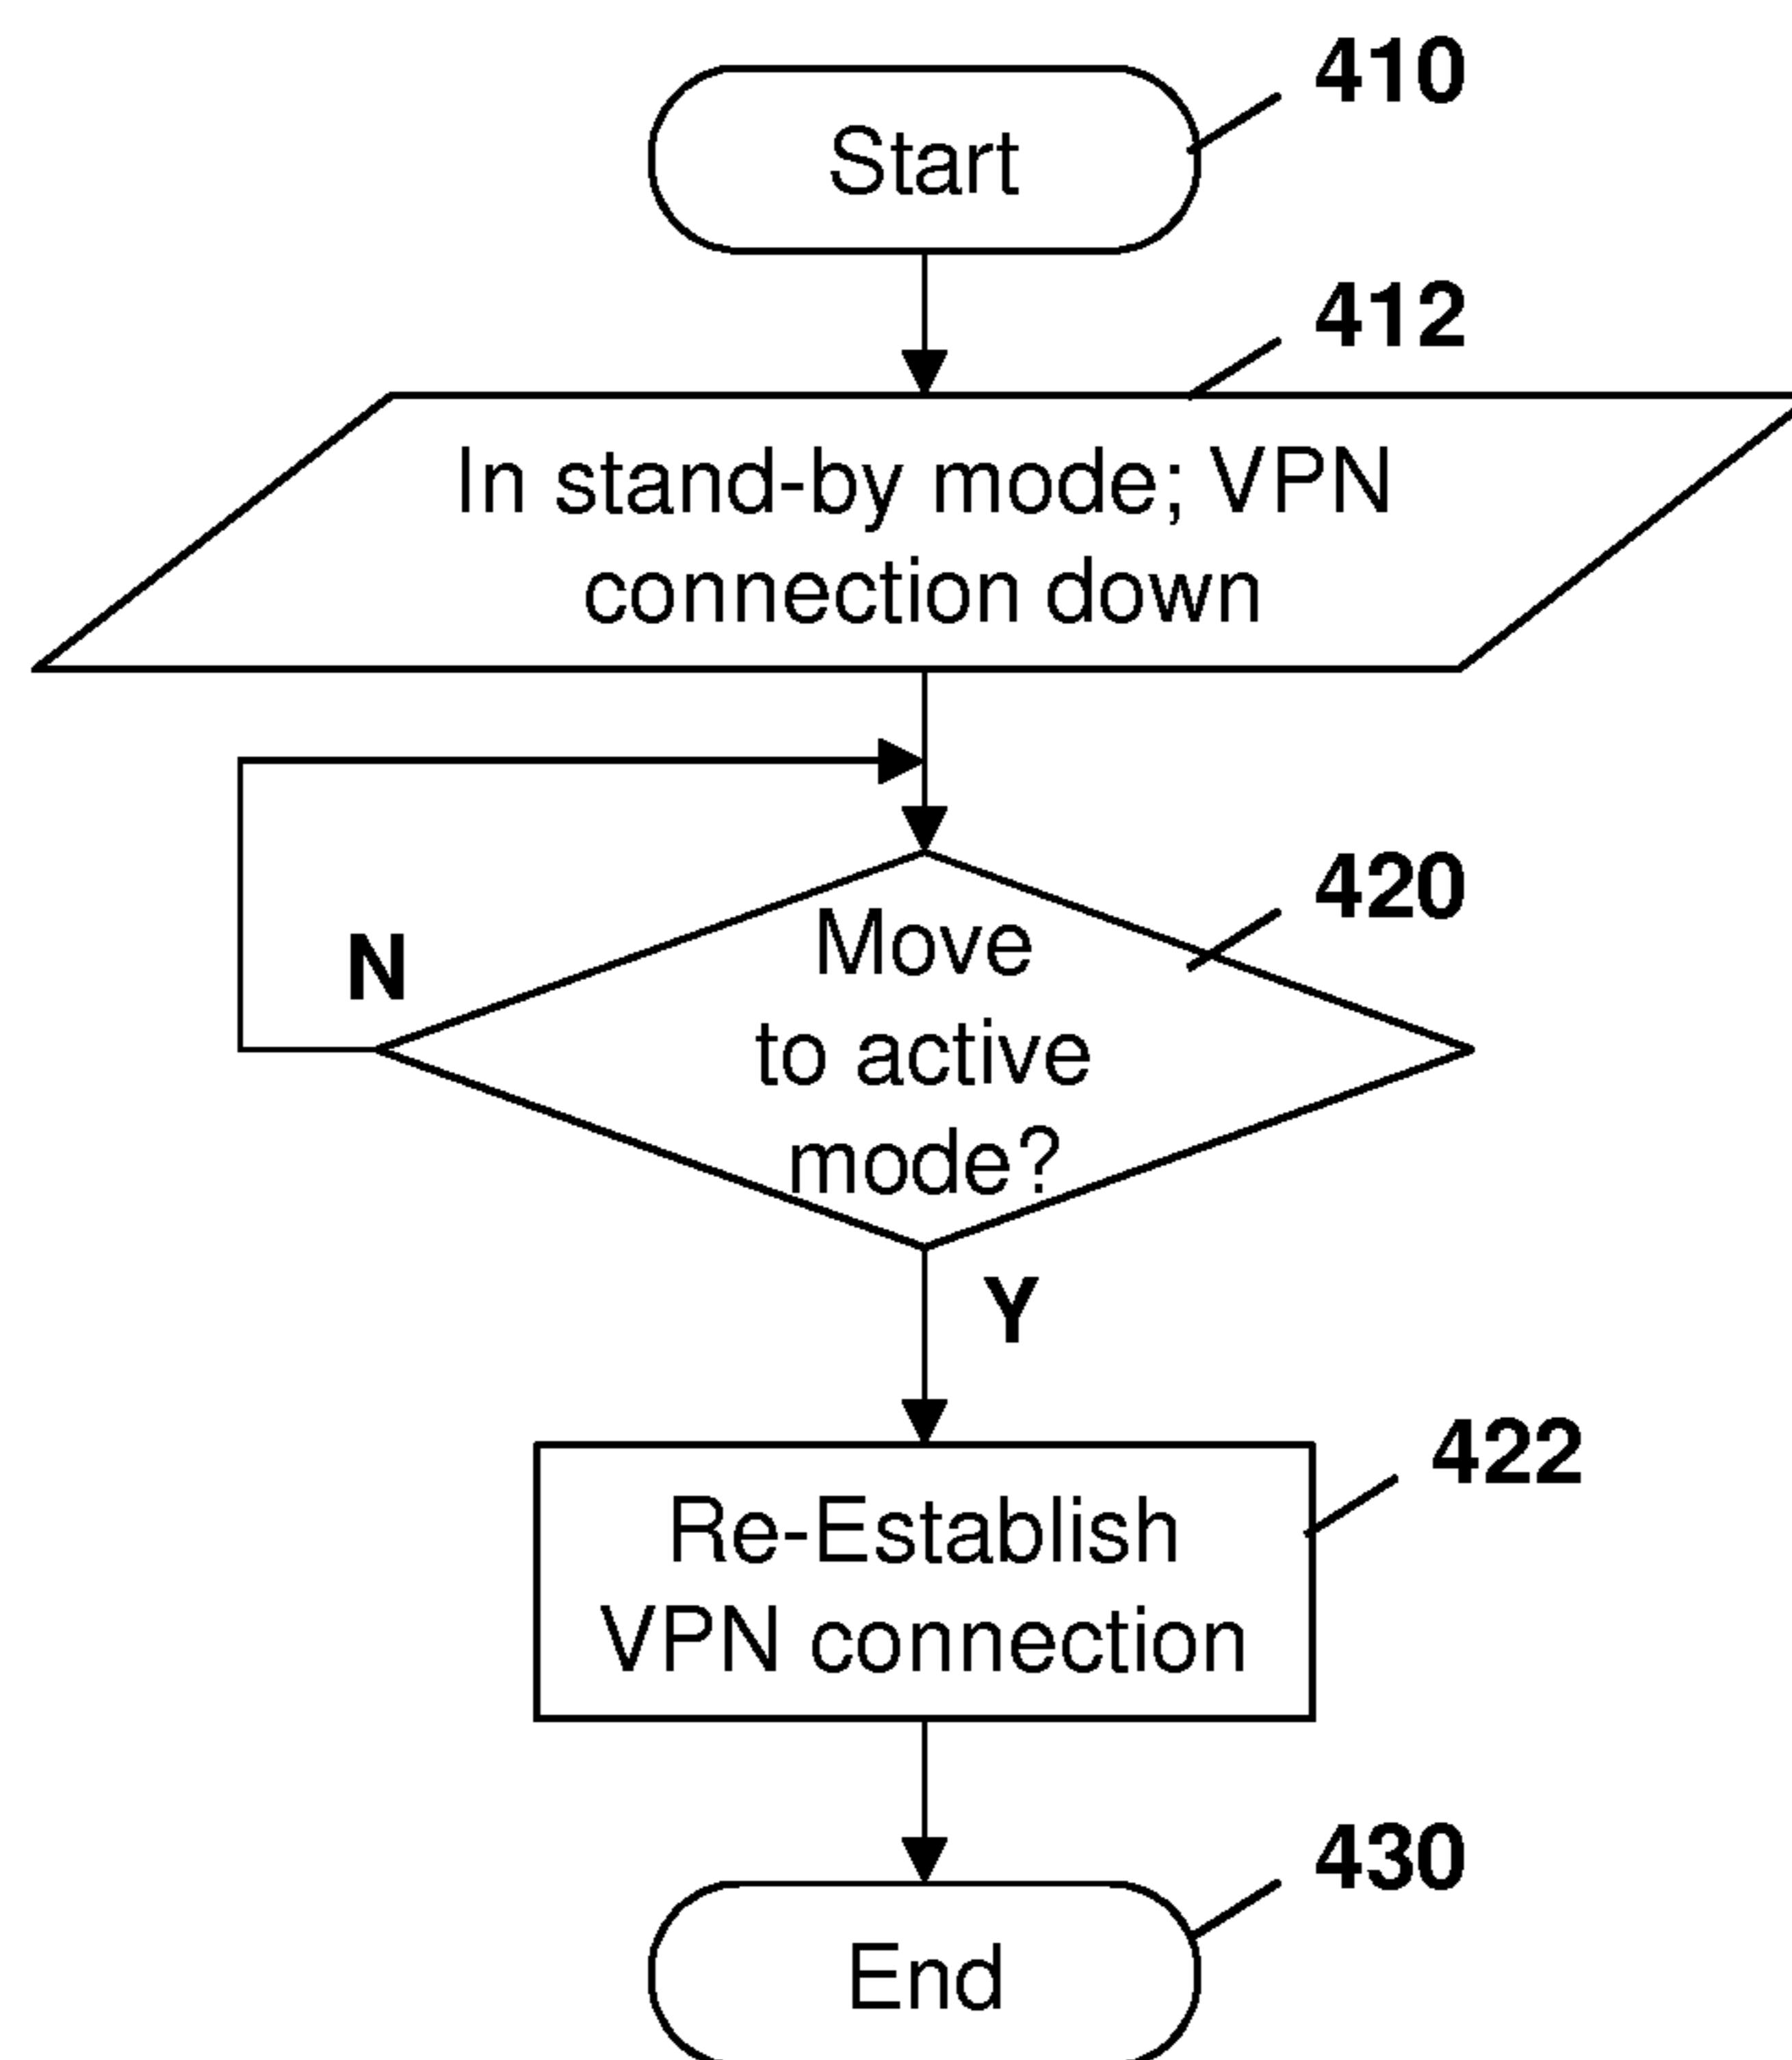 410
Start
412
In stand-by mode; VPN
connection down
420
N
Move
to active
mode?
Y
422
Re-Establish
VPN connection
430
End